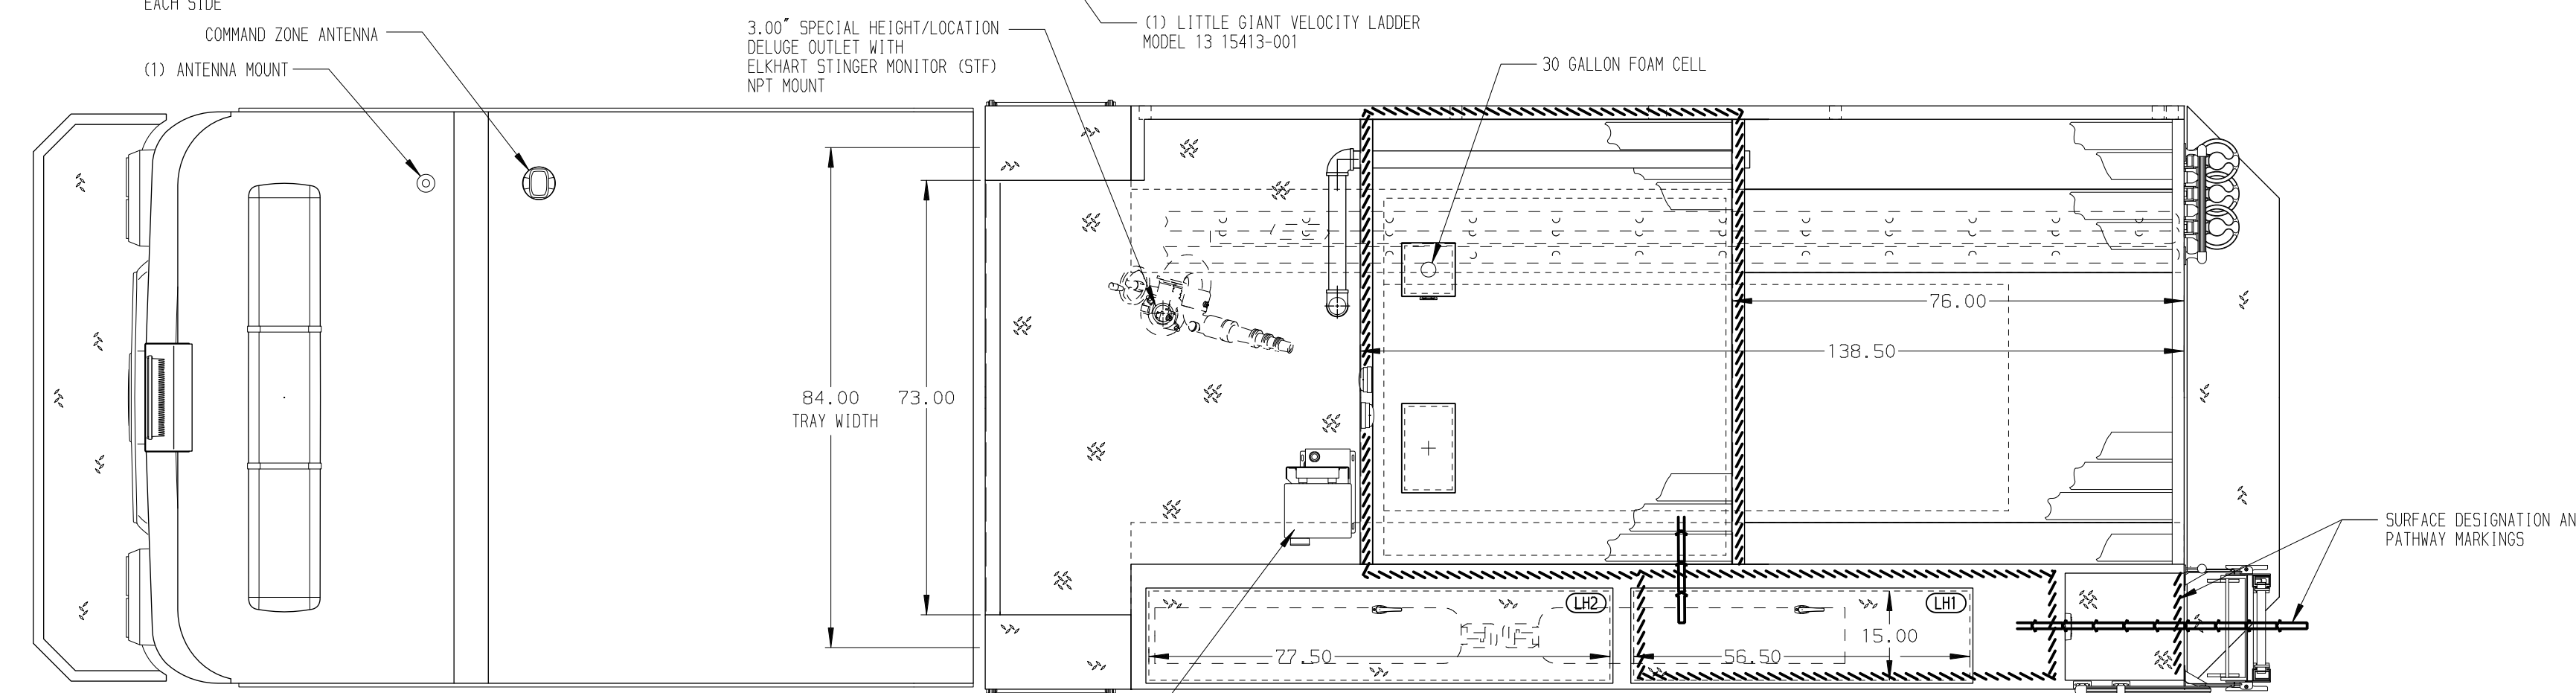 EACH SIDE
COMMAND ZONE ANTENNA
(1) ANTENNA MOUNT
3.00" SPECIAL HEIGHT/LOCATION
DELUGE OUTLET WITH
ELKHART STINGER MONITOR (STF)
NPT MOUNT
(1) LITTLE GIANT VELOCITY LADDER
MODEL 13 15413-001
30 GALLON FOAM CELL
76.00
138.50
84.00
TRAY WIDTH
73.00
SURFACE DESIGNATION AN
PATHWAY MARKINGS
LH2
LH1
15.00
77.50
56.50